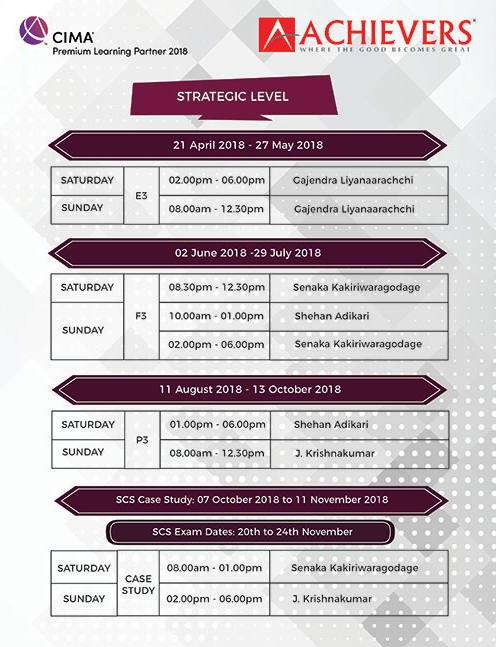 CIMA
Premium Learning Partner 2018
ACHIEVERS
WHERE THE GOOD BECOMES GREAT
STRATEGIC LEVEL
21 April 2018 - 27 May 2018
SATURDAY E3 02.00pm - 06.00pm Gajendra Liyanaarachchi
SUNDAY 08.00am - 12.30pm Gajendra Liyanaarachchi
02 June 2018 -29 July 2018
SATURDAY F3 08.30pm - 12.30pm Senaka Kakiriwaragodage
SUNDAY 10.00am - 01.00pm Shehan Adikari
02.00pm - 06.00pm Senaka Kakiriwaragodage
11 August 2018 - 13 October 2018
SATURDAY P3 01.00pm - 06.00pm Shehan Adikari
SUNDAY 08.00am - 12.30pm J. Krishnakumar
SCS Case Study: 07 October 2018 to 11 November 2018
SCS Exam Dates: 20th to 24th November
SATURDAY CASE STUDY 08.00am - 01.00pm Senaka Kakiriwaragodage
SUNDAY 02.00pm - 06.00pm J. Krishnakumar